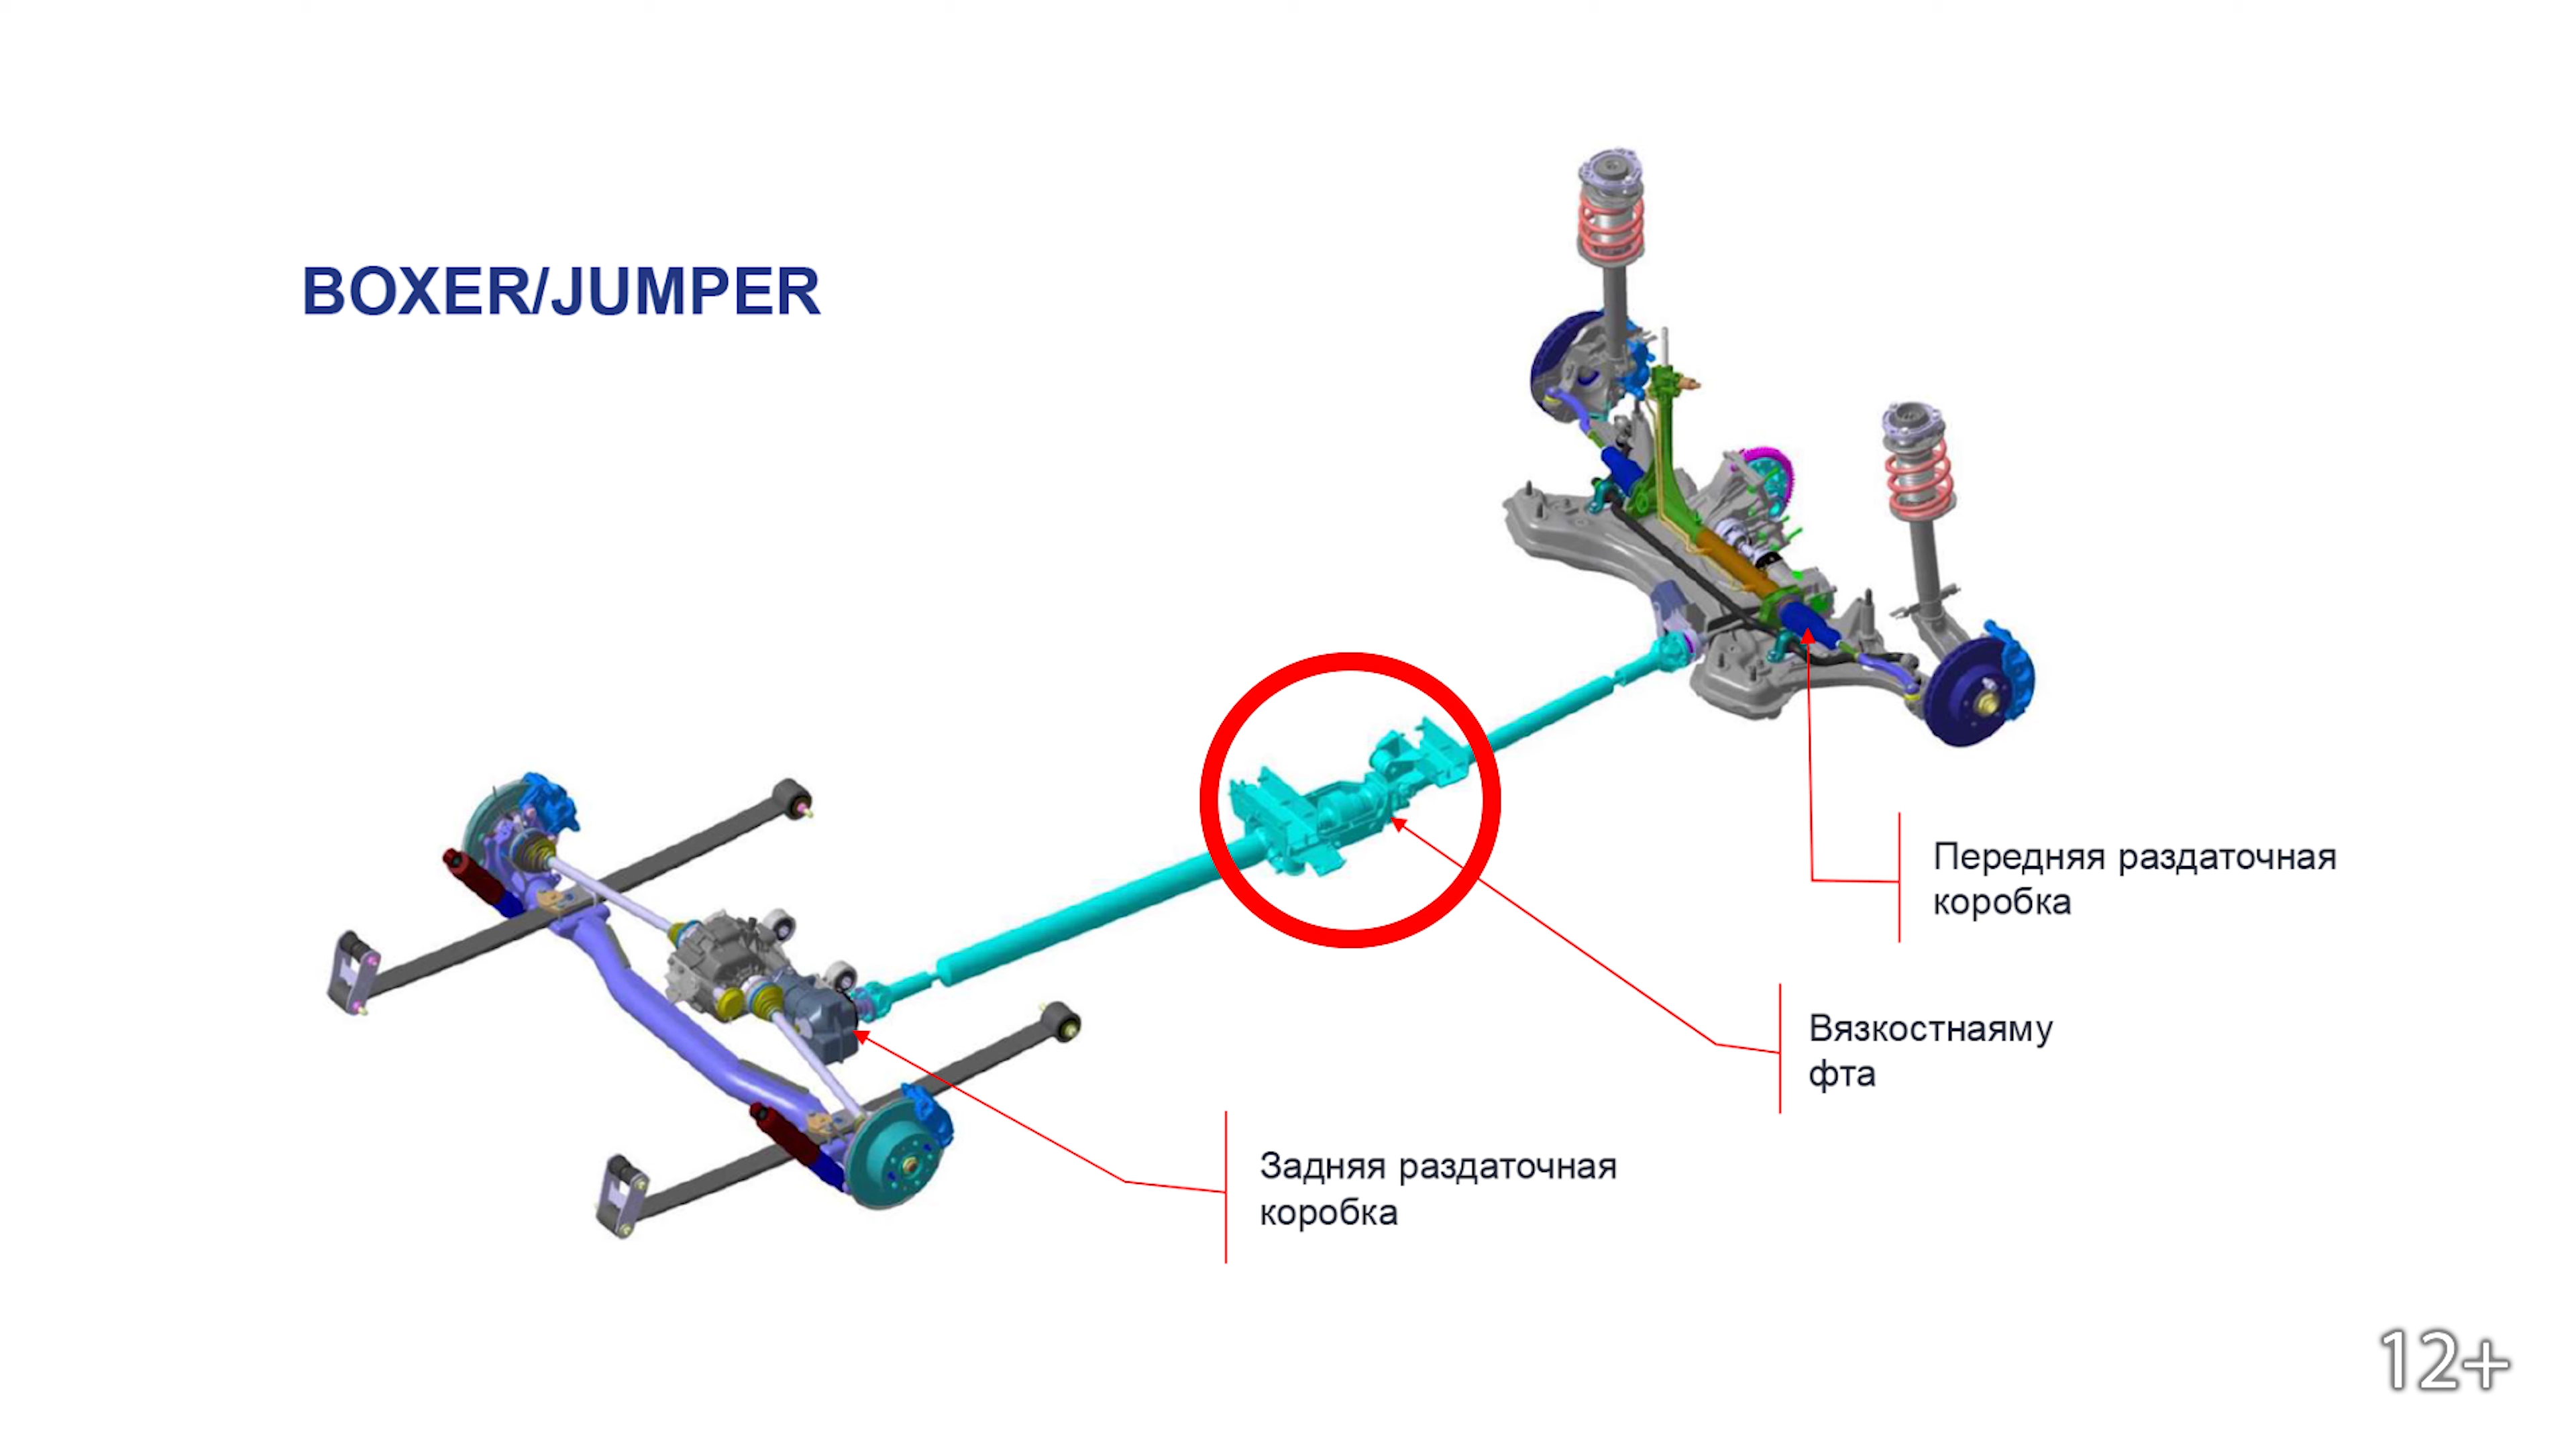 BOXER/JUMPER
Передняя раздаточная
коробка
Вязкостнаяму
фта
Задняя раздаточная
коробка
12+